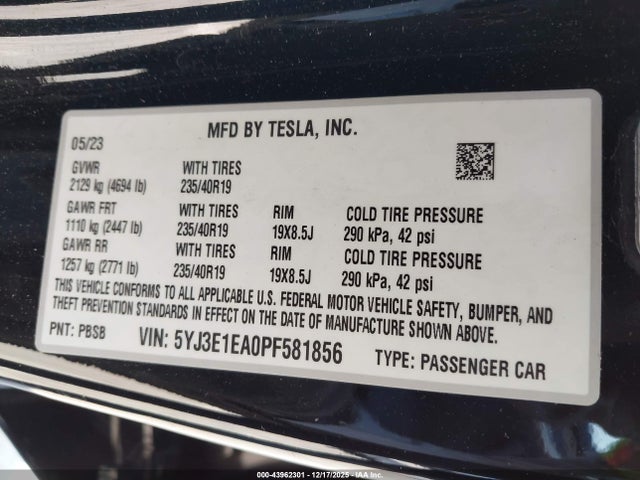 MFD BY TESLA, INC.
05/23
GVWR WITH TIRES
2129 kg (4694 lb) 235/40R19
GAWR FRT WITH TIRES RIM COLD TIRE PRESSURE
1110 kg (2447 lb) 235/40R19 19X8.5J 290 kPa, 42 psi
GAWR RR WITH TIRES RIM COLD TIRE PRESSURE
1257 kg (2771 lb) 235/40R19 19X8.5J 290 kPa, 42 psi
THIS VEHICLE CONFORMS TO ALL APPLICABLE U.S. FEDERAL MOTOR VEHICLE SAFETY, BUMPER, AND
THEFT PREVENTION STANDARDS IN EFFECT ON THE DATE OF MANUFACTURE SHOWN ABOVE.
PNT: PBSB VIN: 5YJ3E1EA0PF581856 TYPE: PASSENGER CAR
© 000-43962301 | 12/17/2025 | IAA Inc.